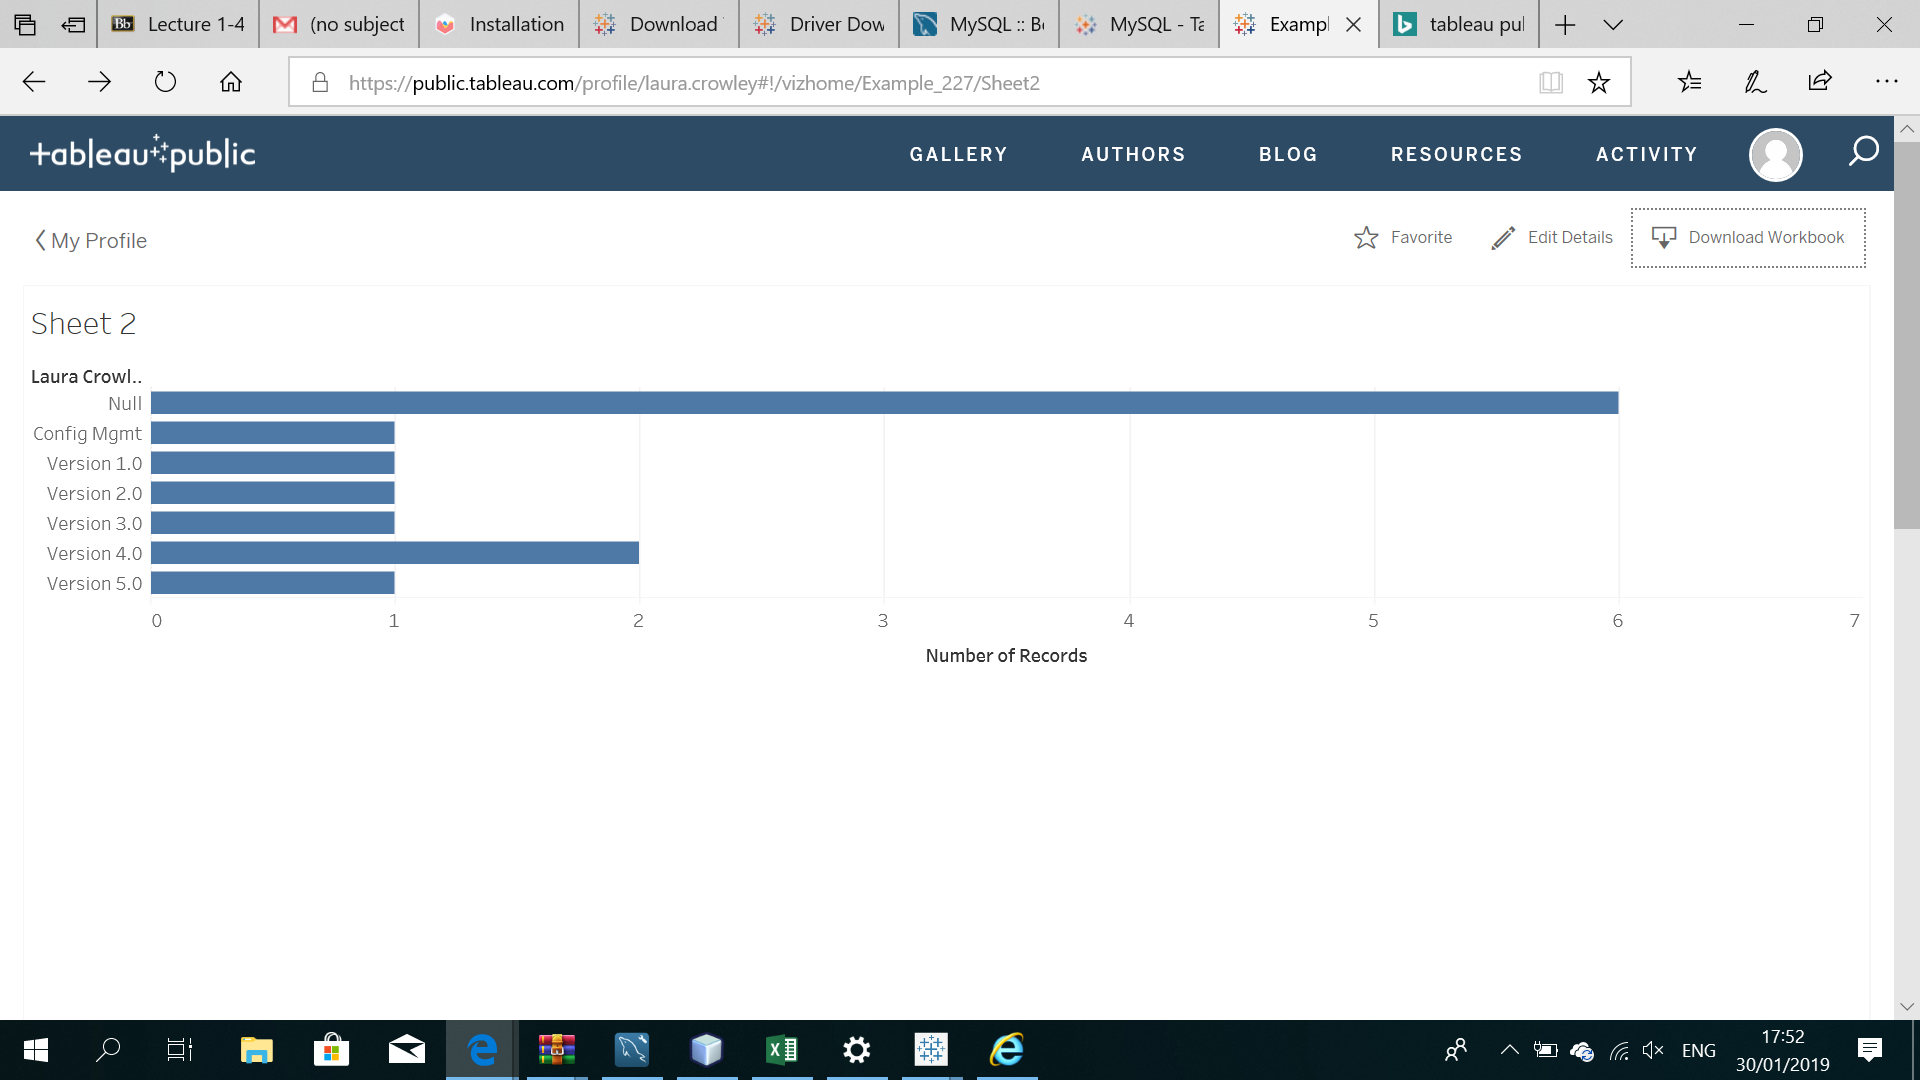 Bb Lecture 1-4
(no subject
Installation
Download
Driver Dow
MySQL :: Be
MySQL - Ta
Exampl
tableau pul
https://public.tableau.com/profile/laura.crowley#!/vizhome/Example_227/Sheet2
tableau public
GALLERY AUTHORS BLOG RESOURCES ACTIVITY
My Profile
Favorite Edit Details Download Workbook
Sheet 2
Laura Crowl..
Null
Config Mgmt
Version 1.0
Version 2.0
Version 3.0
Version 4.0
Version 5.0
0 1 2 3 4 5 6 7
Number of Records
ENG
17:52
30/01/2019